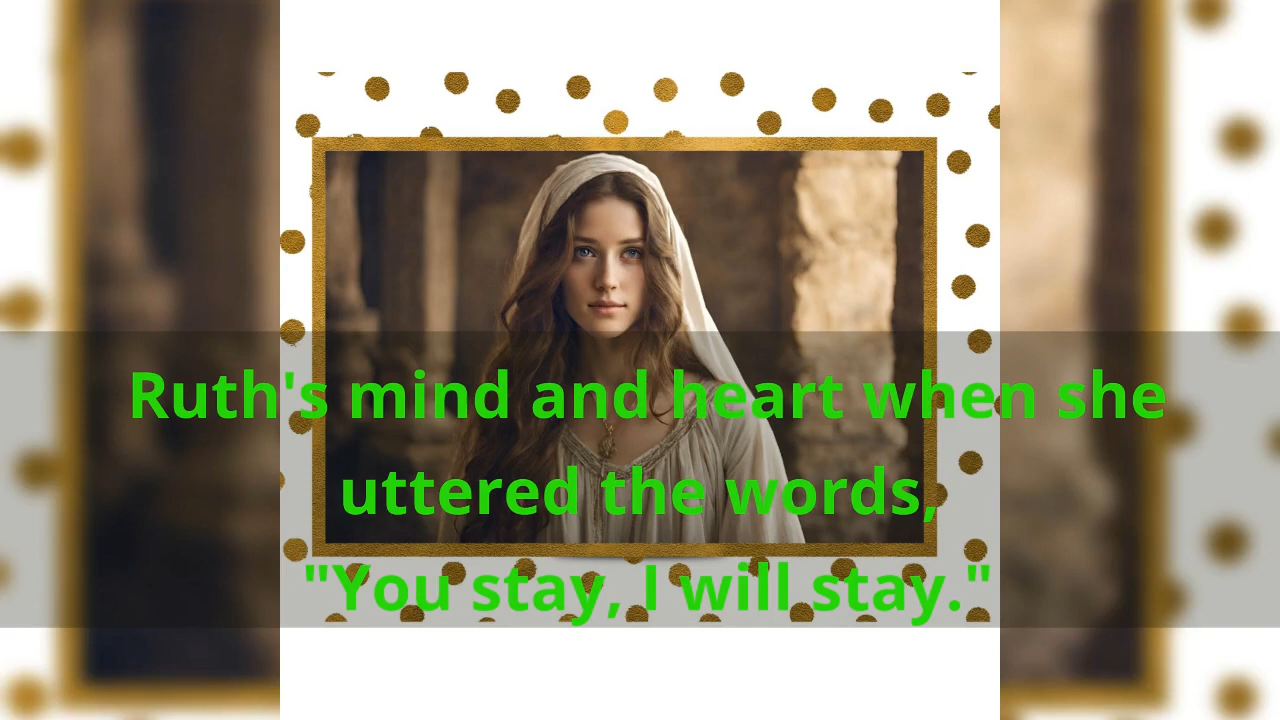 Ruth's mind and heart when she
uttered the words,
"You stay, I will stay."